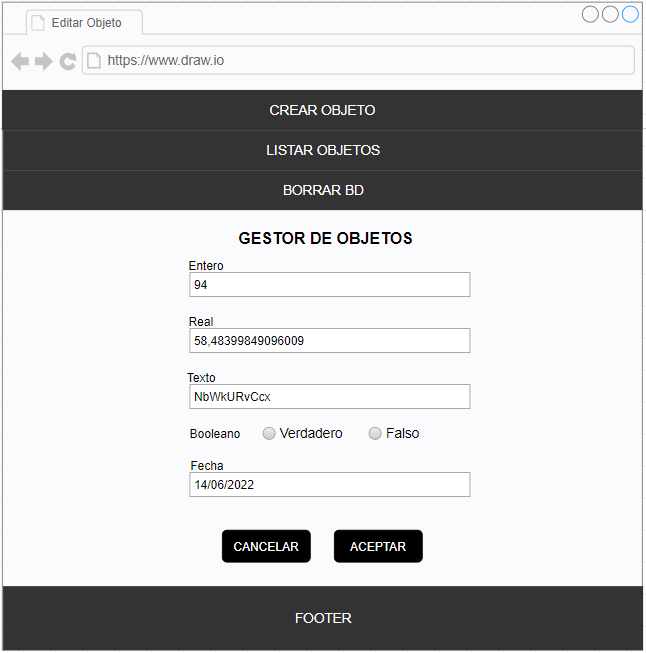 Editar Objeto
https://www.draw.io
CREAR OBJETO
LISTAR OBJETOS
BORRAR BD
GESTOR DE OBJETOS
Entero
94
Real
58,48399849096009
Texto
NbWkURvCcx
Booleano Verdadero Falso
Fecha
14/06/2022
CANCELAR ACEPTAR
FOOTER